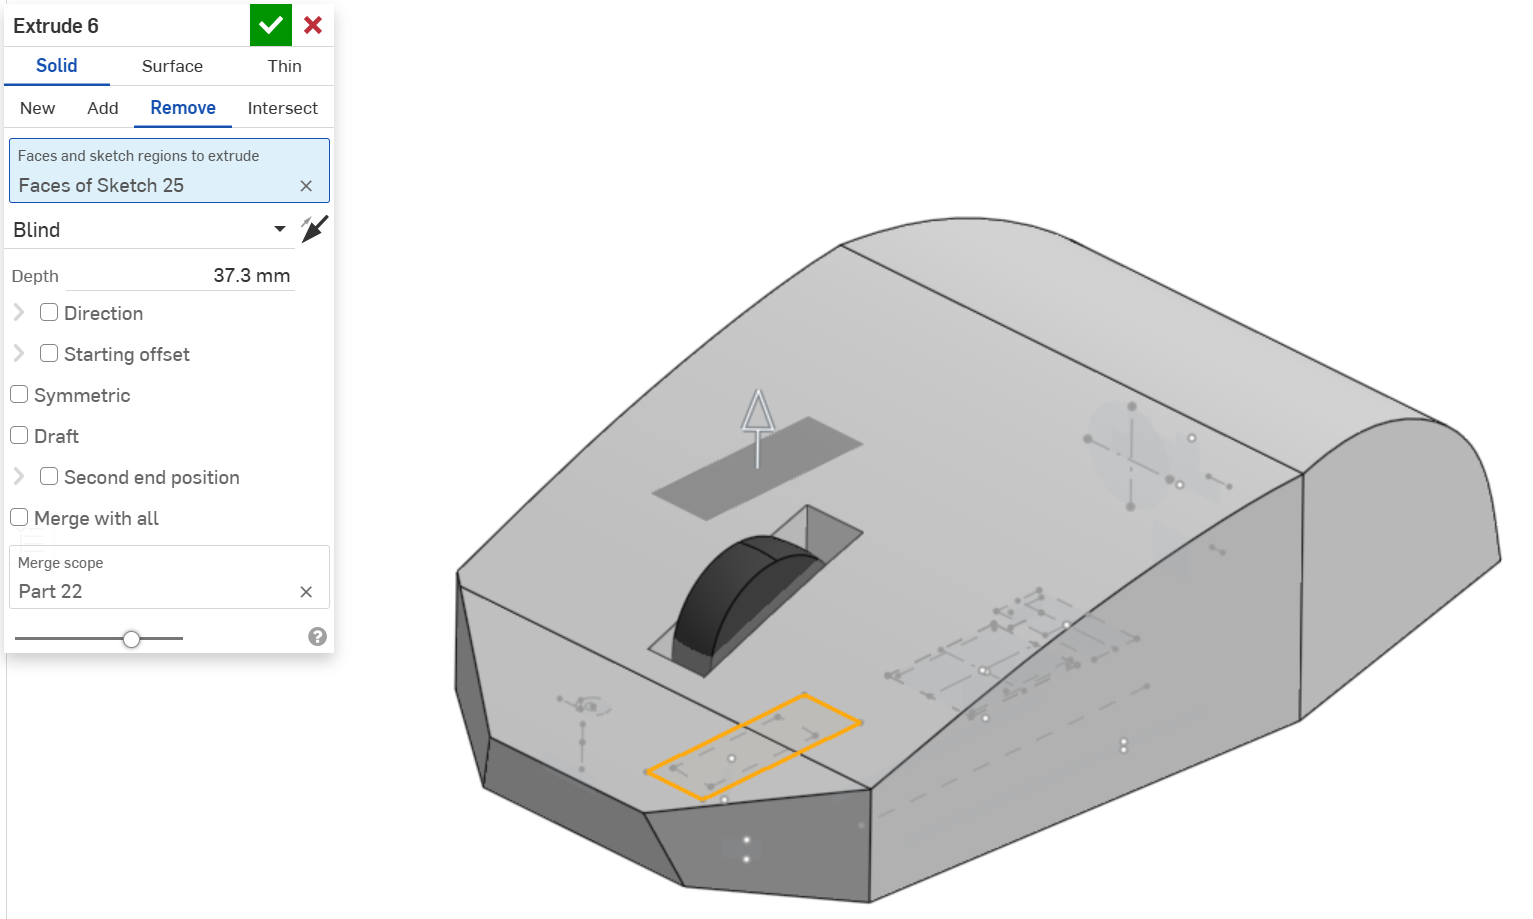 Extrude 6
Solid Surface Thin
New Add Remove Intersect
Faces and sketch regions to extrude
Faces of Sketch 25
Blind
Depth 37.3 mm
Direction
Starting offset
Symmetric
Draft
Second end position
Merge with all
Merge scope
Part 22
?